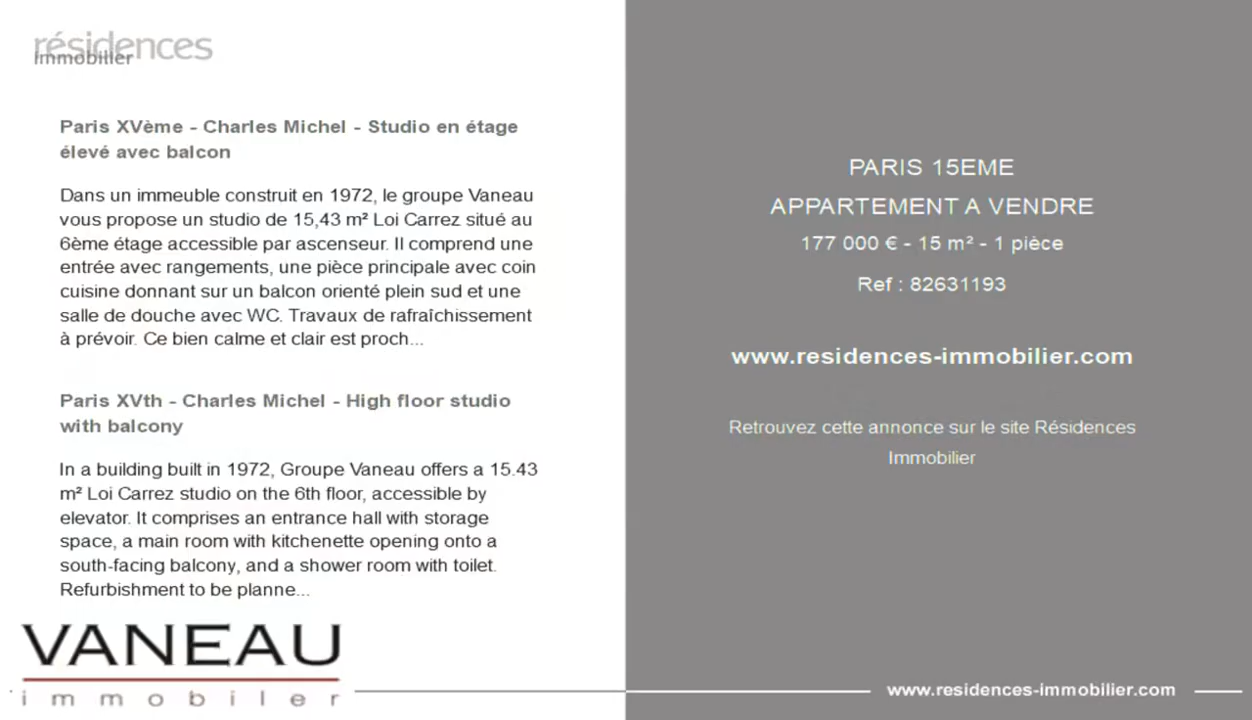 résidences
immobilier
Paris XVème - Charles Michel - Studio en étage
élevé avec balcon
Dans un immeuble construit en 1972, le groupe Vaneau
vous propose un studio de 15,43 m² Loi Carrez situé au
6ème étage accessible par ascenseur. Il comprend une
entrée avec rangements, une pièce principale avec coin
cuisine donnant sur un balcon orienté plein sud et une
salle de douche avec WC. Travaux de rafraîchissement
à prévoir. Ce bien calme et clair est proch...
Paris XVth - Charles Michel - High floor studio
with balcony
In a building built in 1972, Groupe Vaneau offers a 15.43
m² Loi Carrez studio on the 6th floor, accessible by
elevator. It comprises an entrance hall with storage
space, a main room with kitchenette opening onto a
south-facing balcony, and a shower room with toilet.
Refurbishment to be planne...
VANEAU
immobilier
PARIS 15EME
APPARTEMENT A VENDRE
177 000 € - 15 m² - 1 pièce
Ref : 82631193
www.residences-immobilier.com
Retrouvez cette annonce sur le site Résidences
Immobilier
www.residences-immobilier.com